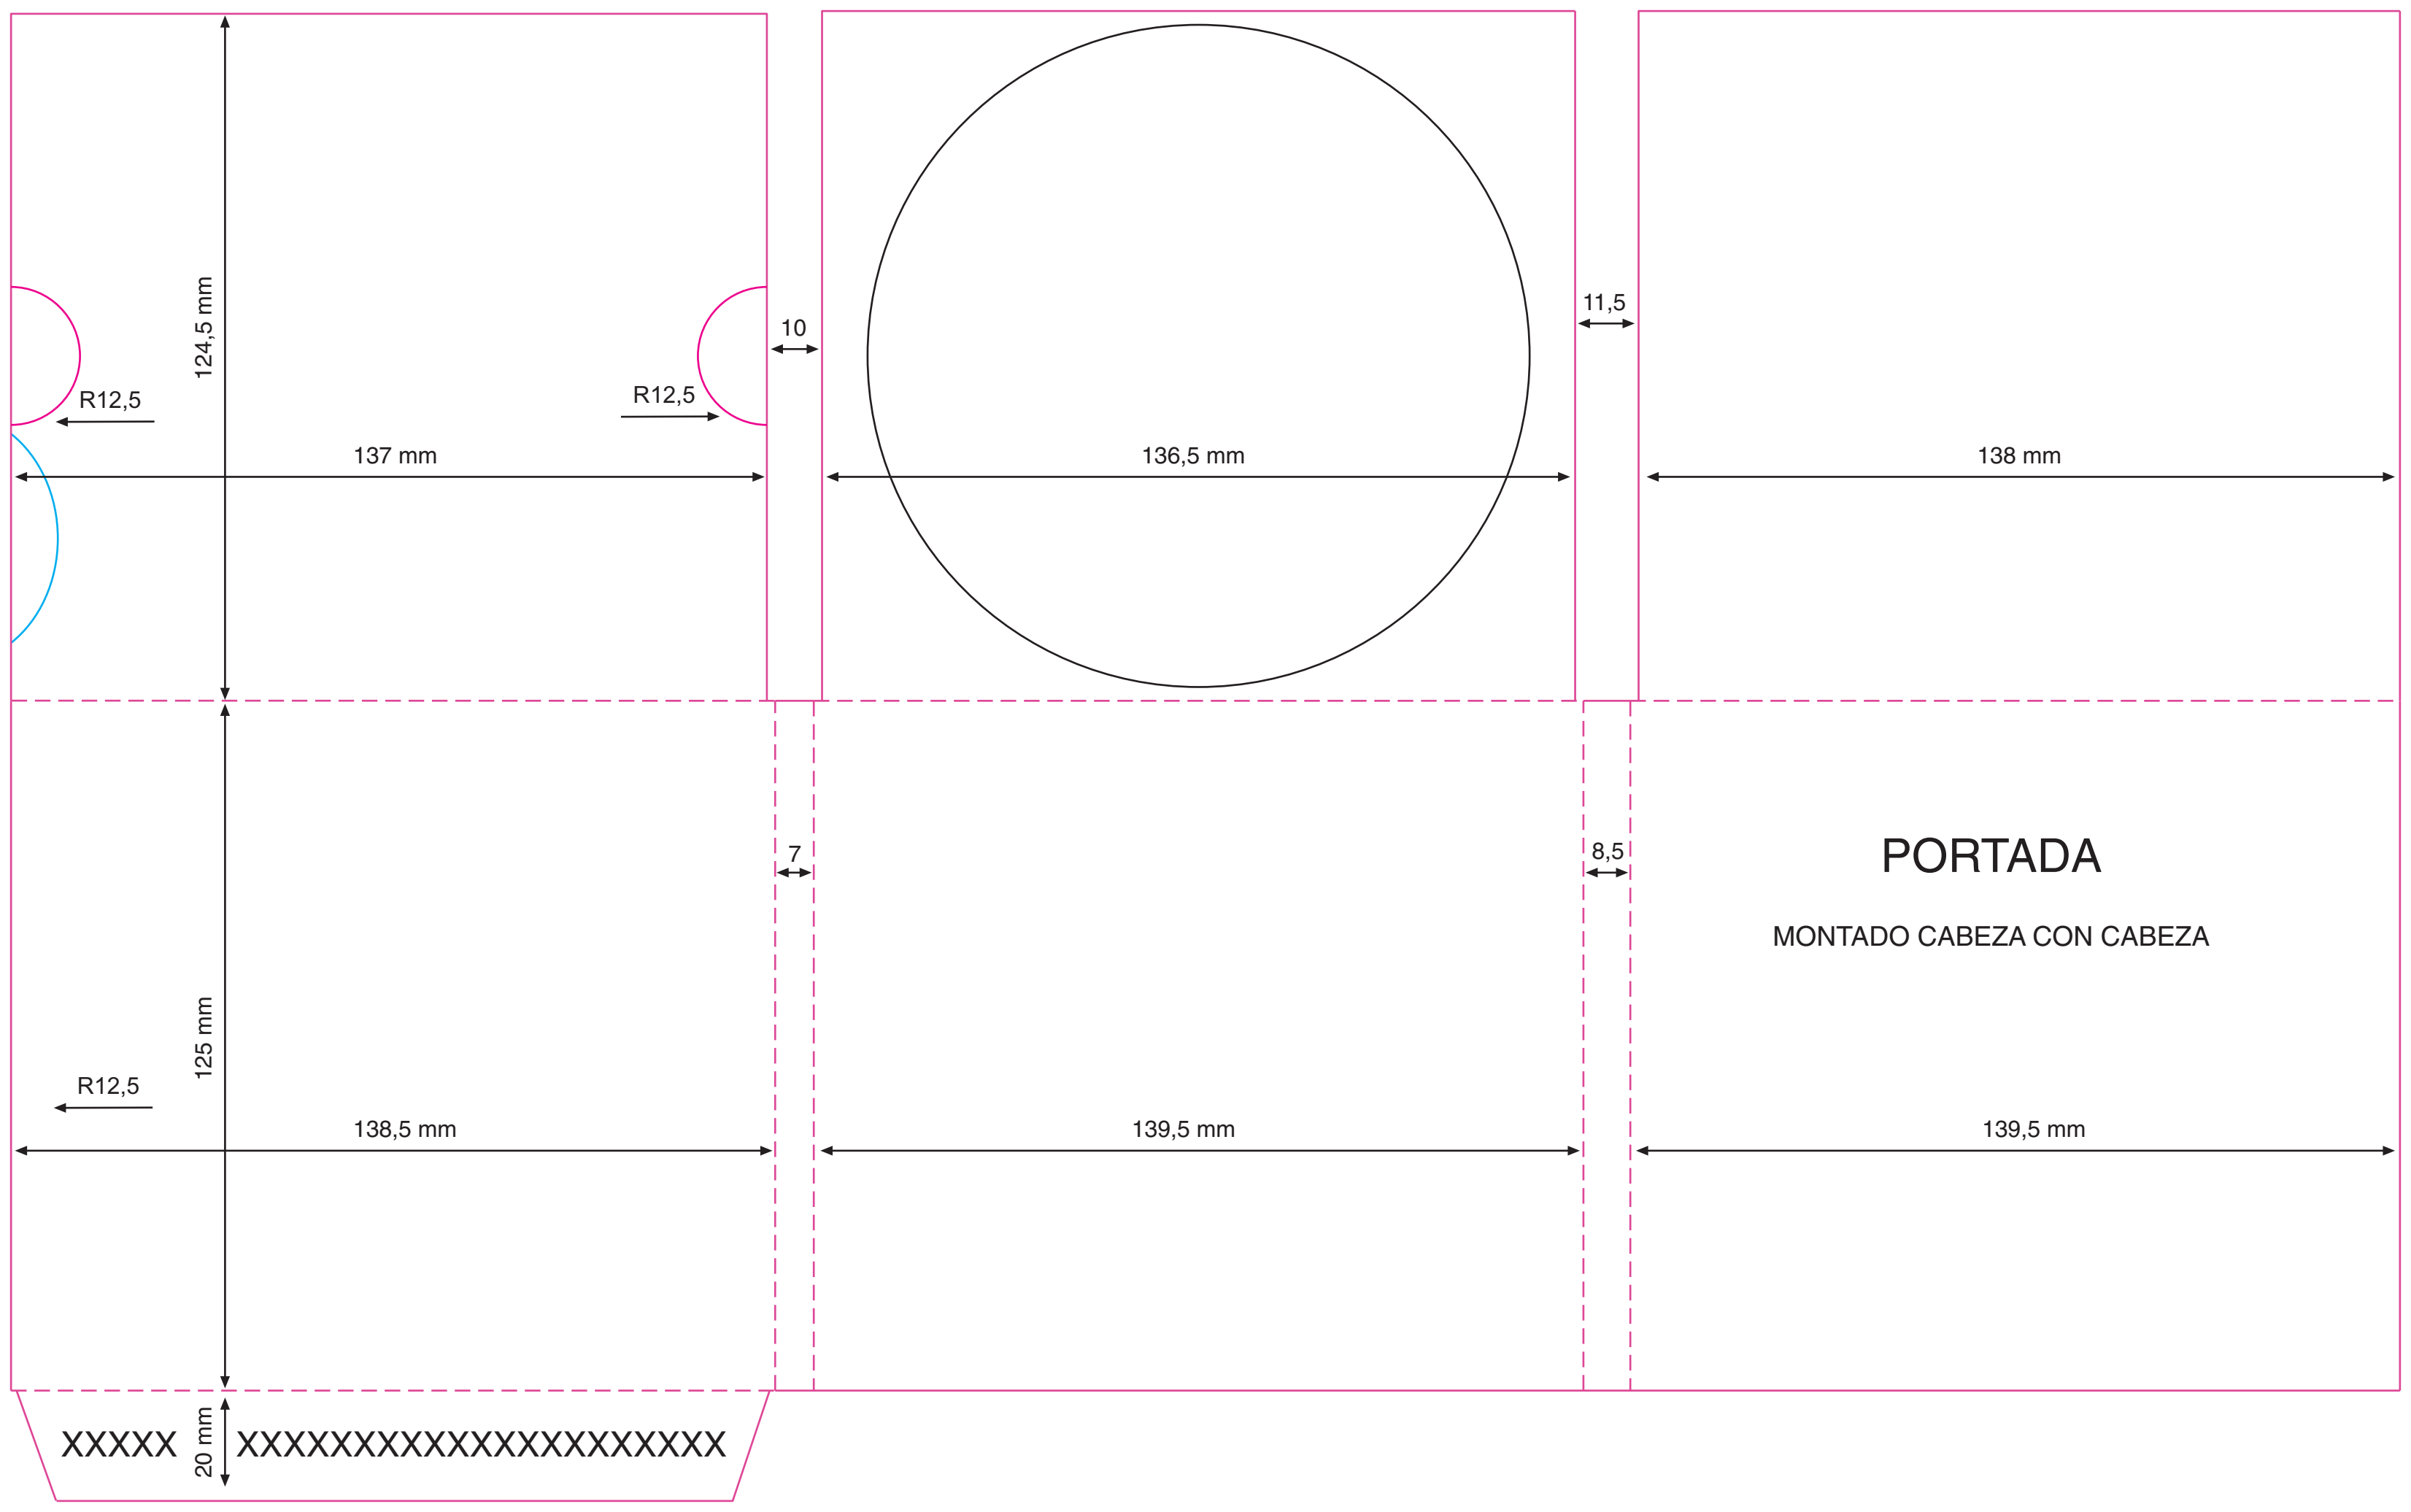 124,5 mm
R12,5
R12,5
10
11,5
137 mm
136,5 mm
138 mm
7
8,5
PORTADA
MONTADO CABEZA CON CABEZA
125 mm
R12,5
138,5 mm
139,5 mm
139,5 mm
XXXXX
20 mm
XXXXXXXXXXXXXXXXXXXXX